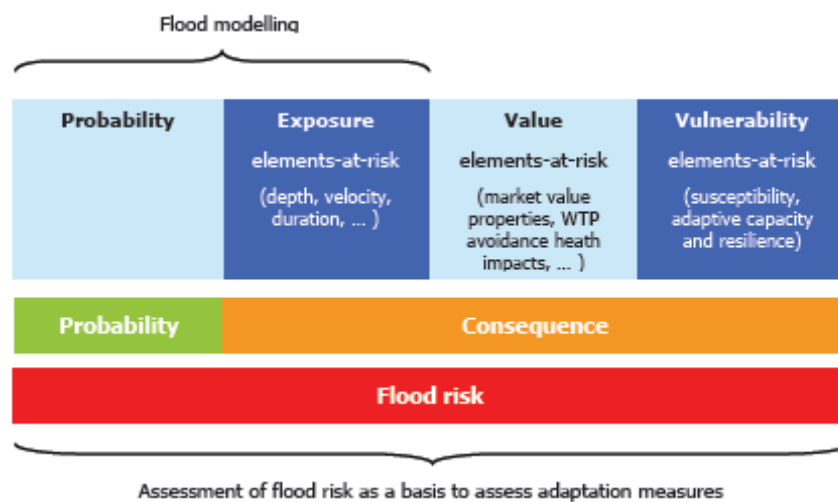 Flood modelling
Probability
Exposure
elements-at-risk
(depth, velocity,
duration, ... )
Value
elements-at-risk
(market value
properties, WTP
avoidance heath
impacts, ... )
Vulnerability
elements-at-risk
(susceptibility,
adaptive capacity
and resilience)
Probability
Consequence
Flood risk
Assessment of flood risk as a basis to assess adaptation measures